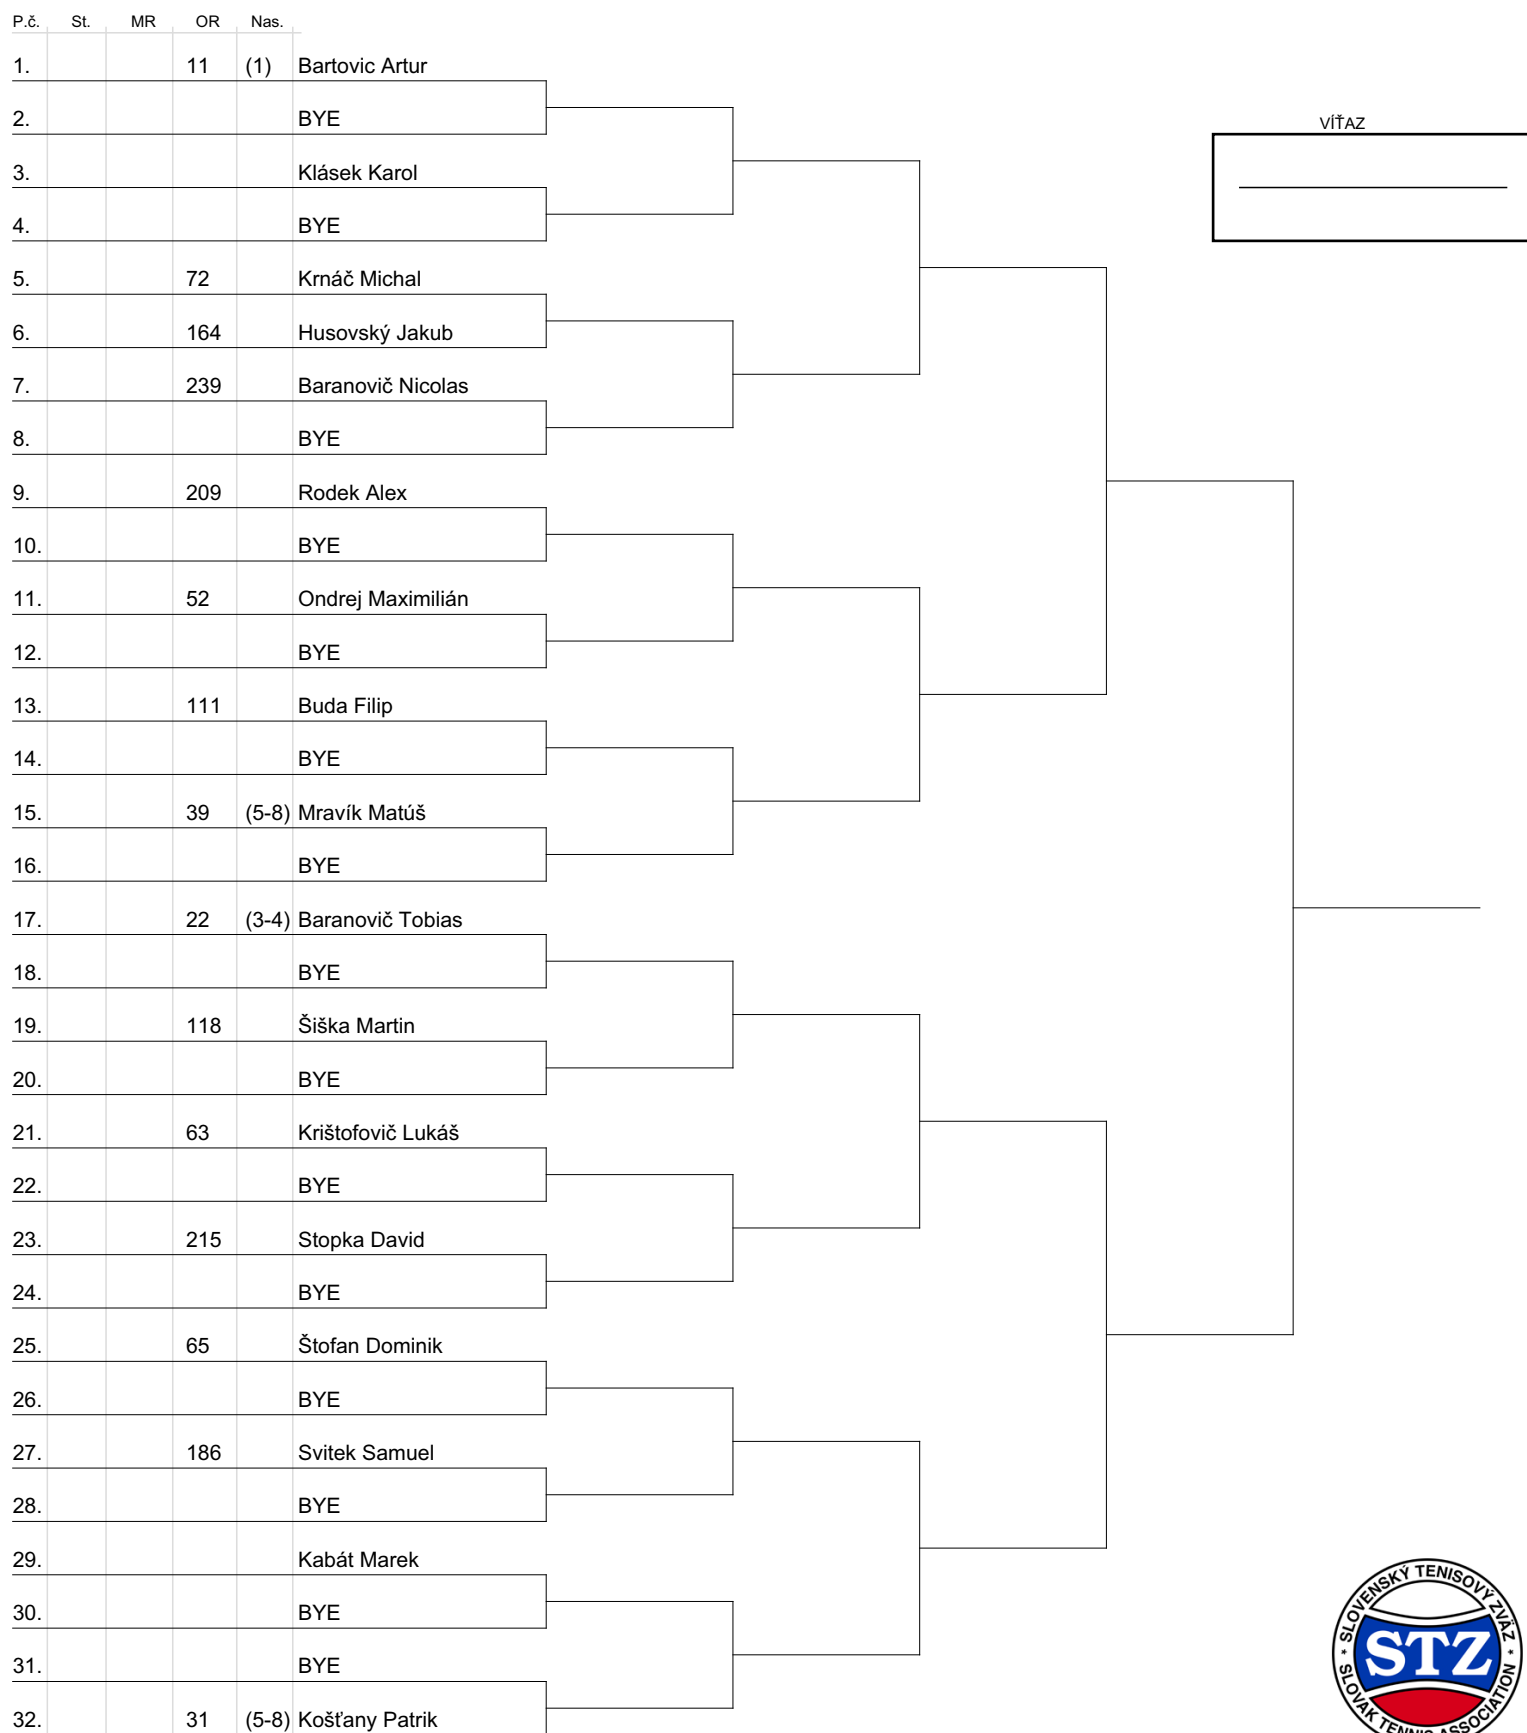 P.č. St. MR OR Nas.
1. 11 (1) Bartovic Artur
2. BYE
VÍŤAZ
3. Klásek Karol
4. BYE
5. 72 Krnáč Michal
6. 164 Husovský Jakub
7. 239 Baranovič Nicolas
8. BYE
9. 209 Rodek Alex
10. BYE
11. 52 Ondrej Maximilián
12. BYE
13. 111 Buda Filip
14. BYE
15. 39 (5-8) Mravík Matúš
16. BYE
17. 22 (3-4) Baranovič Tobias
18. BYE
19. 118 Šiška Martin
20. BYE
21. 63 Krištofovič Lukáš
22. BYE
23. 215 Stopka David
24. BYE
25. 65 Štofan Dominik
26. BYE
27. 186 Svitek Samuel
28. BYE
29. Kabát Marek
30. BYE
31. BYE
32. 31 (5-8) Košťany Patrik
SLOVENSKÝ TENISOVÝ ZVÄZ
STZ
SLOVAK TENNIS ASSOCIATION